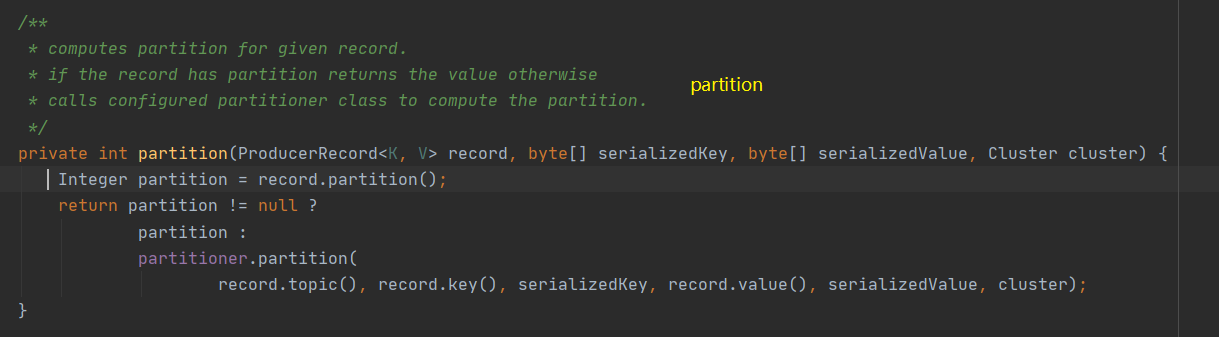 /**
 * computes partition for given record.
 * if the record has partition returns the value otherwise
 * calls configured partitioner class to compute the partition.
 */
partition
private int partition(ProducerRecord<K, V> record, byte[] serializedKey, byte[] serializedValue, Cluster cluster) {
    Integer partition = record.partition();
    return partition != null ?
            partition :
            partitioner.partition(
                    record.topic(), record.key(), serializedKey, record.value(), serializedValue, cluster);
}